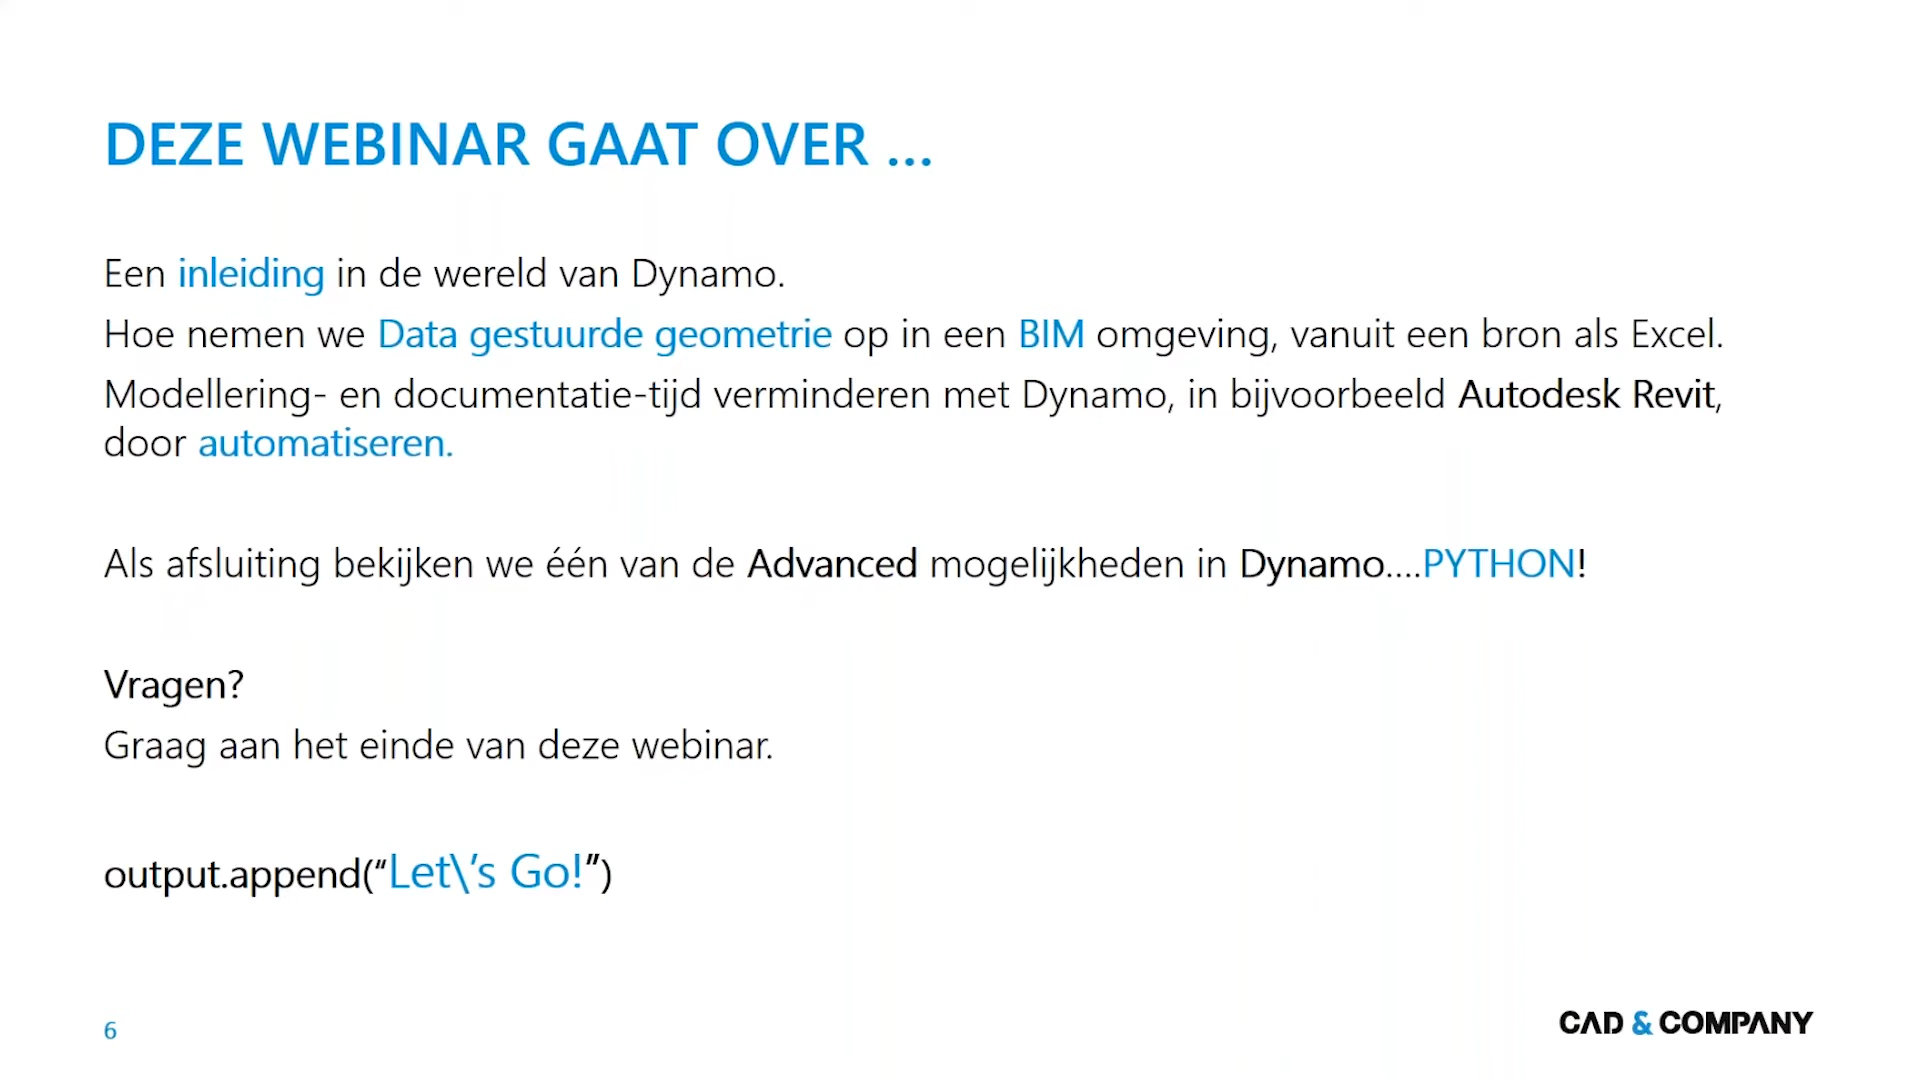 DEZE WEBINAR GAAT OVER ...
Een inleiding in de wereld van Dynamo.
Hoe nemen we Data gestuurde geometrie op in een BIM omgeving, vanuit een bron als Excel.
Modellering- en documentatie-tijd verminderen met Dynamo, in bijvoorbeeld Autodesk Revit,
door automatiseren.
Als afsluiting bekijken we één van de Advanced mogelijkheden in Dynamo....PYTHON!
Vragen?
Graag aan het einde van deze webinar.
output.append(“Let\’s Go!”)
6
CAD & COMPANY